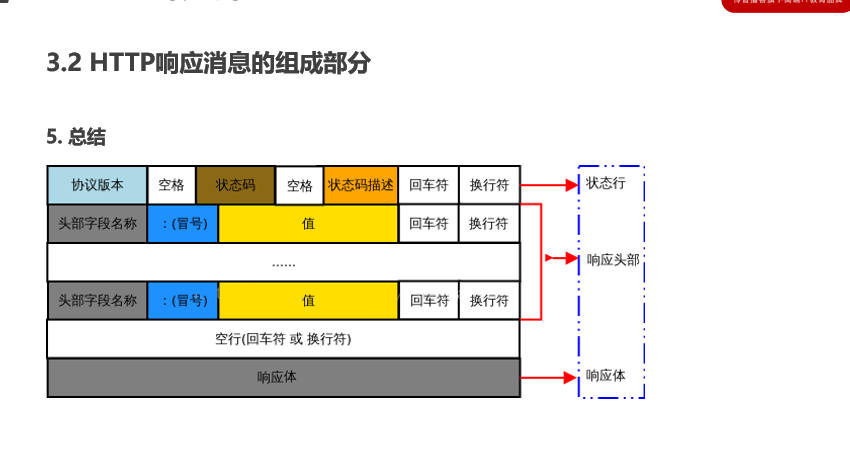 3.2 HTTP响应消息的组成部分
5. 总结
协议版本 空格 状态码 空格 状态码描述 回车符 换行符 状态行
头部字段名称 ：(冒号) 值 回车符 换行符
...... 响应头部
头部字段名称 ：(冒号) 值 回车符 换行符
空行(回车符 或 换行符)
响应体 响应体